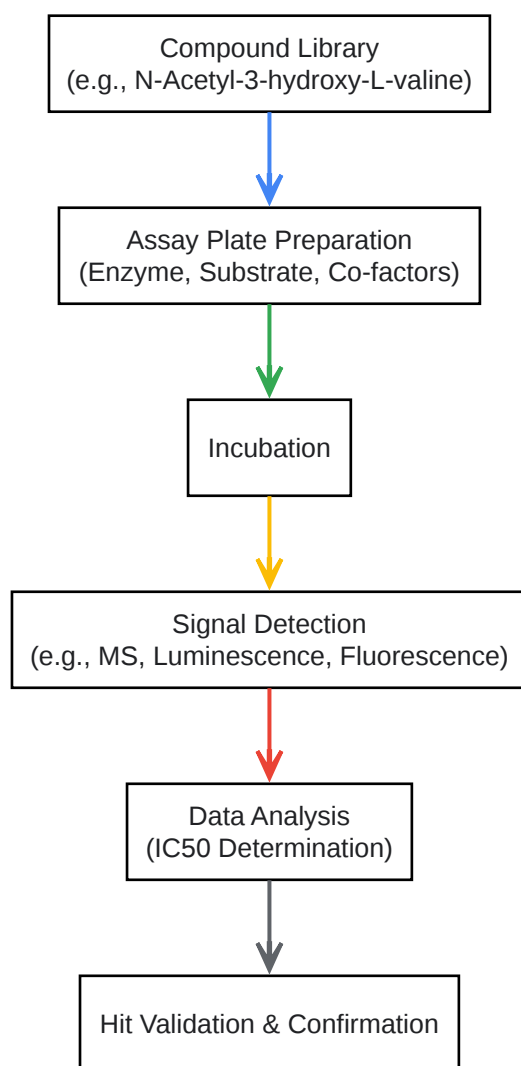 Compound Library
(e.g., N-Acetyl-3-hydroxy-L-valine)
Assay Plate Preparation
(Enzyme, Substrate, Co-factors)
Incubation
Signal Detection
(e.g., MS, Luminescence, Fluorescence)
Data Analysis
(IC50 Determination)
Hit Validation & Confirmation